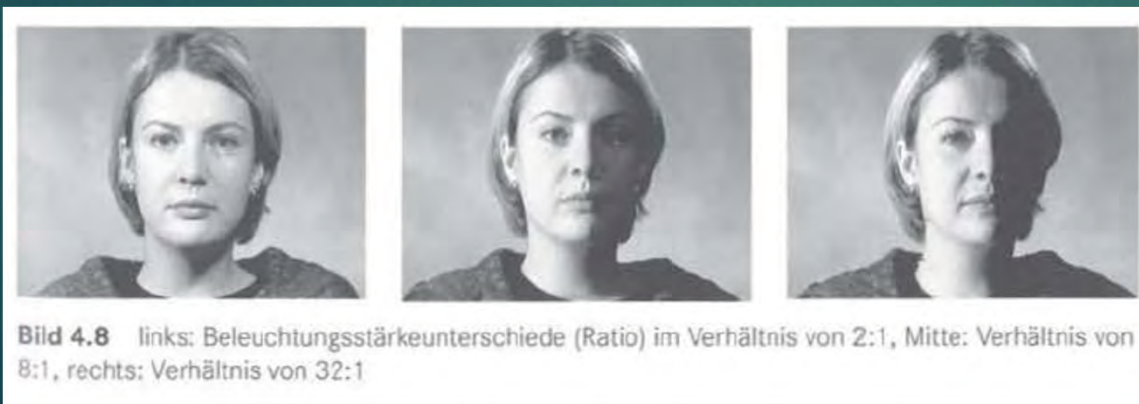 Bild 4.8 links: Beleuchtungsstärkeunterschiede (Ratio) im Verhältnis von 2:1, Mitte: Verhältnis von
8:1, rechts: Verhältnis von 32:1